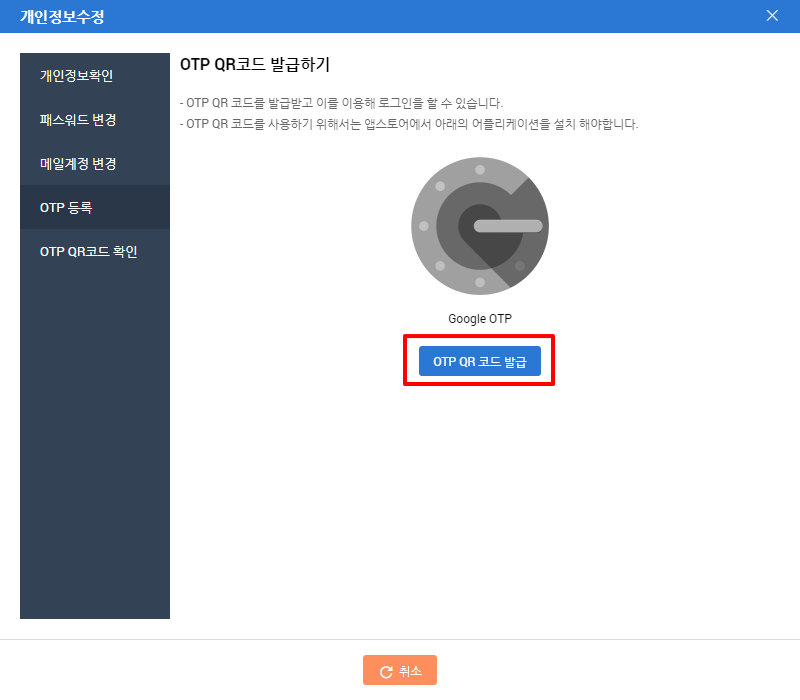 개인정보수정
개인정보확인
패스워드 변경
메일계정 변경
OTP 등록
OTP QR코드 확인
OTP QR코드 발급하기
- OTP QR 코드를 발급받고 이를 이용해 로그인을 할 수 있습니다.
- OTP QR 코드를 사용하기 위해서는 앱스토어에서 아래의 어플리케이션을 설치 해야합니다.
Google OTP
OTP QR 코드 발급
취소